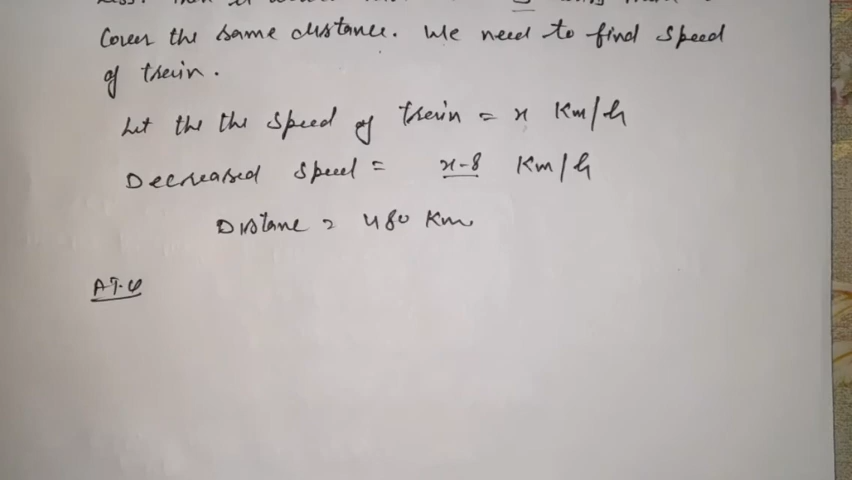 cover the same distance. We need to find speed
of train.
Let the the speed of train = x Km/h
Decreased speed = x-8 Km/h
Distane = 480 Km
A.T.Q